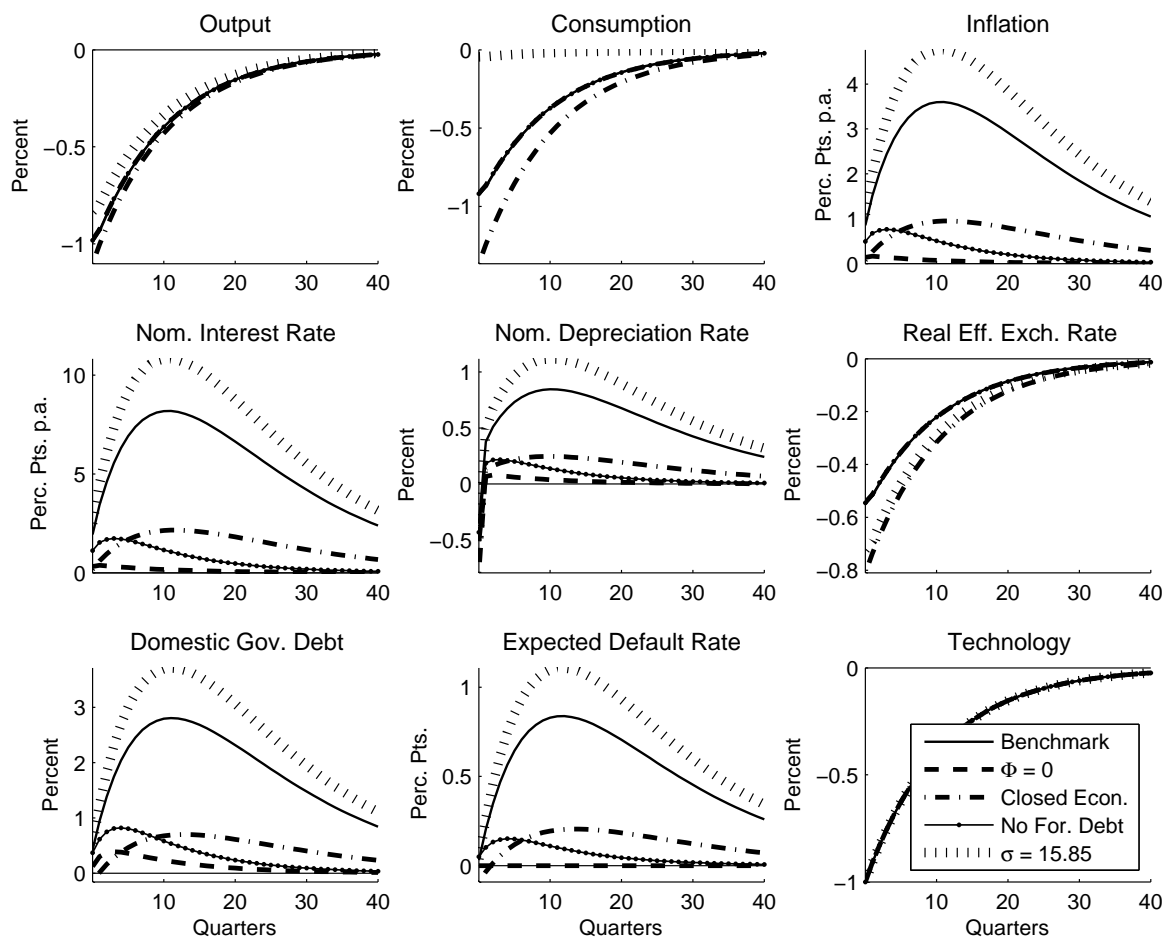 Output
Consumption
Inflation
0
−0.5
−1
Percent
10 20 30 40
0
−0.5
−1
Percent
10 20 30 40
4
3
2
1
0
Perc. Pts. p.a.
10 20 30 40
Nom. Interest Rate
Nom. Depreciation Rate
Real Eff. Exch. Rate
10
5
0
Perc. Pts. p.a.
10 20 30 40
1
0.5
0
−0.5
Percent
10 20 30 40
0
−0.2
−0.4
−0.6
−0.8
Percent
10 20 30 40
Domestic Gov. Debt
Expected Default Rate
Technology
3
2
1
0
Percent
10 20 30 40
Quarters
1
0.5
0
Perc. Pts.
10 20 30 40
Quarters
0
−0.5
−1
Percent
Benchmark
Φ = 0
Closed Econ.
No For. Debt
σ = 15.85
10 20 30 40
Quarters